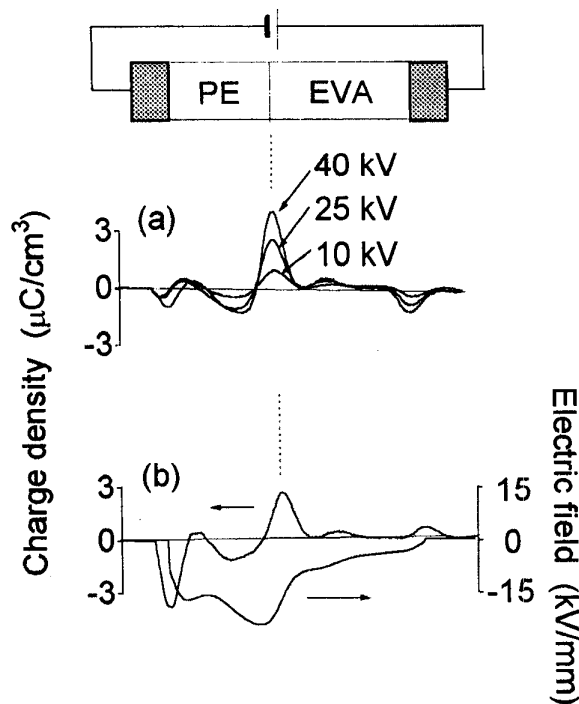 PE EVA
(a)
40 kV
25 kV
10 kV
3
0
-3
Charge density (μC/cm³)
(b)
3
0
-3
15
0
-15
Electric field (kV/mm)